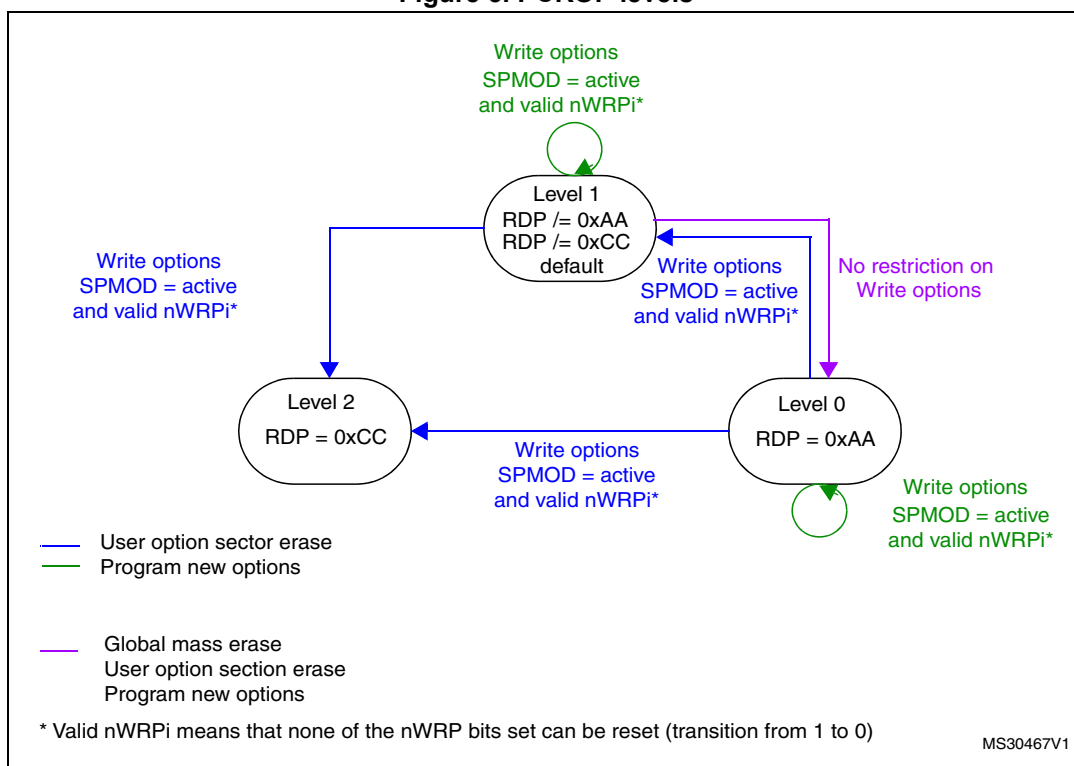 Figure levels
Write options
SPMOD = active
and valid nWRPi*
Level 1
RDP /= 0xAA
RDP /= 0xCC
default
Write options
SPMOD = active
and valid nWRPi*
Write options
SPMOD = active
and valid nWRPi*
No restriction on
Write options
Level 2
RDP = 0xCC
Level 0
RDP = 0xAA
Write options
SPMOD = active
and valid nWRPi*
Write options
SPMOD = active
and valid nWRPi*
User option sector erase
Program new options
Global mass erase
User option section erase
Program new options
* Valid nWRPi means that none of the nWRP bits set can be reset (transition from 1 to 0)
MS30467V1